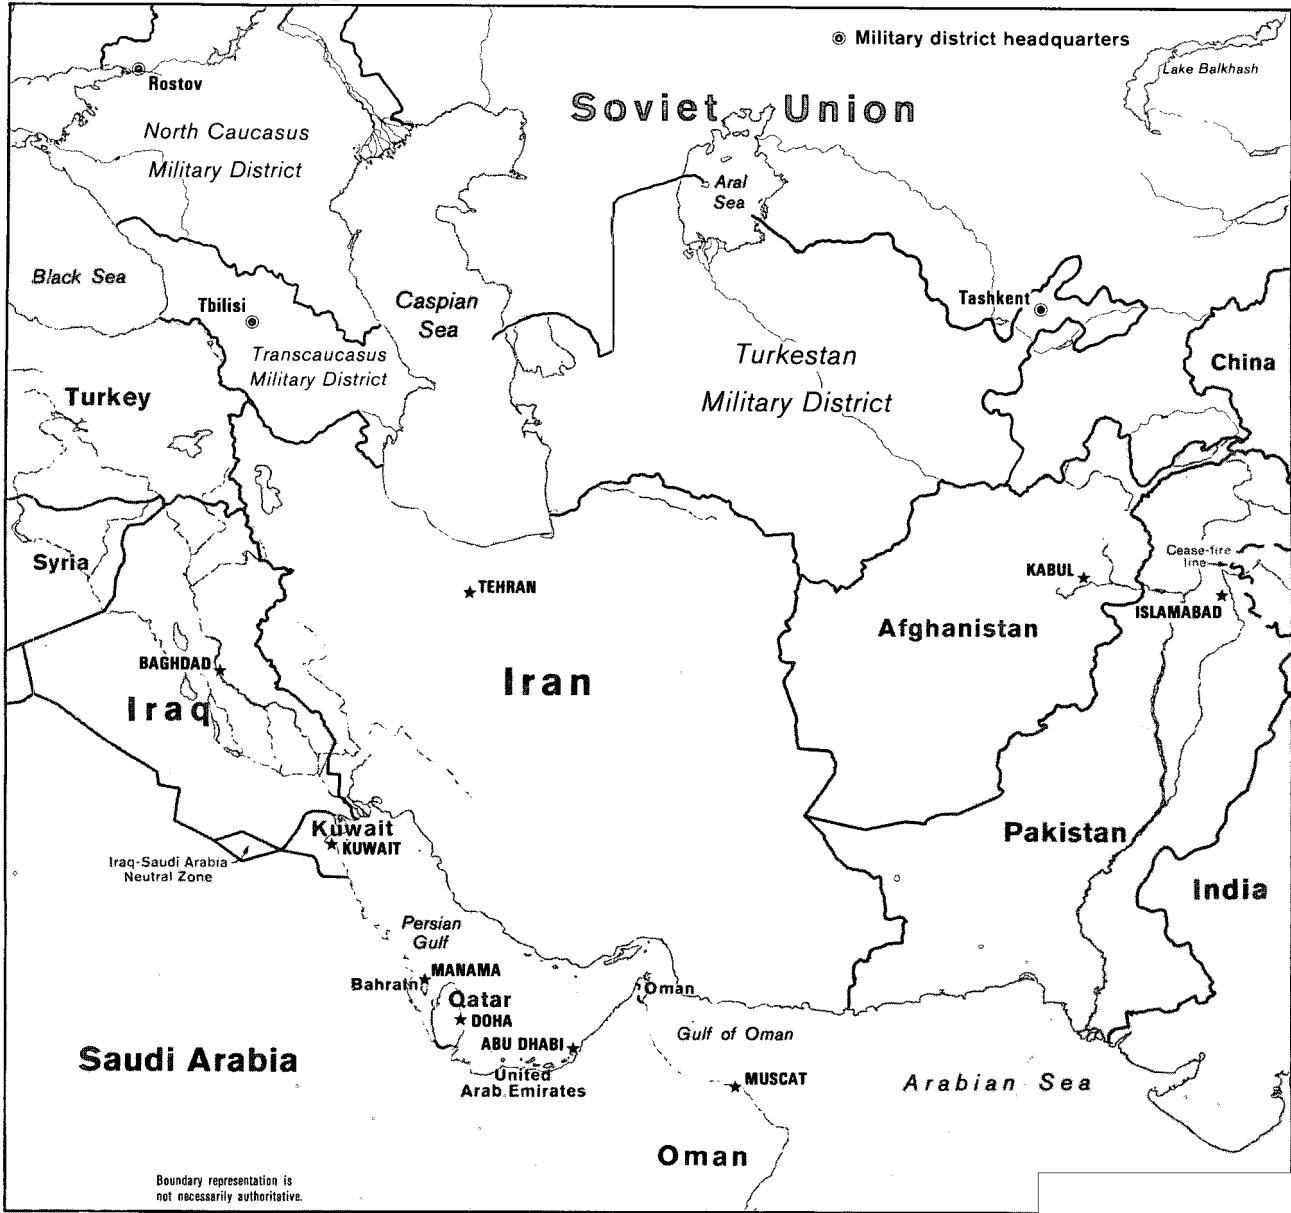 Military district headquarters
Lake Balkhash
Rostov
Soviet Union
North Caucasus
Military District
Aral
Sea
Black Sea
Tbilisi
Caspian
Sea
Tashkent
Transcaucasus
Military District
Turkestan
Military District
China
Turkey
Syria
TEHRAN
KABUL
Cease-fire
line
ISLAMABAD
Afghanistan
BAGHDAD
Iraq
Iran
Kuwait
KUWAIT
Pakistan
Iraq-Saudi Arabia
Neutral Zone
India
Persian
Gulf
MANAMA
Bahrain
Qatar
DOHA
Oman
ABU DHABI
Gulf of Oman
Saudi Arabia
United
Arab Emirates
MUSCAT
Arabian Sea
Oman
Boundary representation is
not necessarily authoritative.